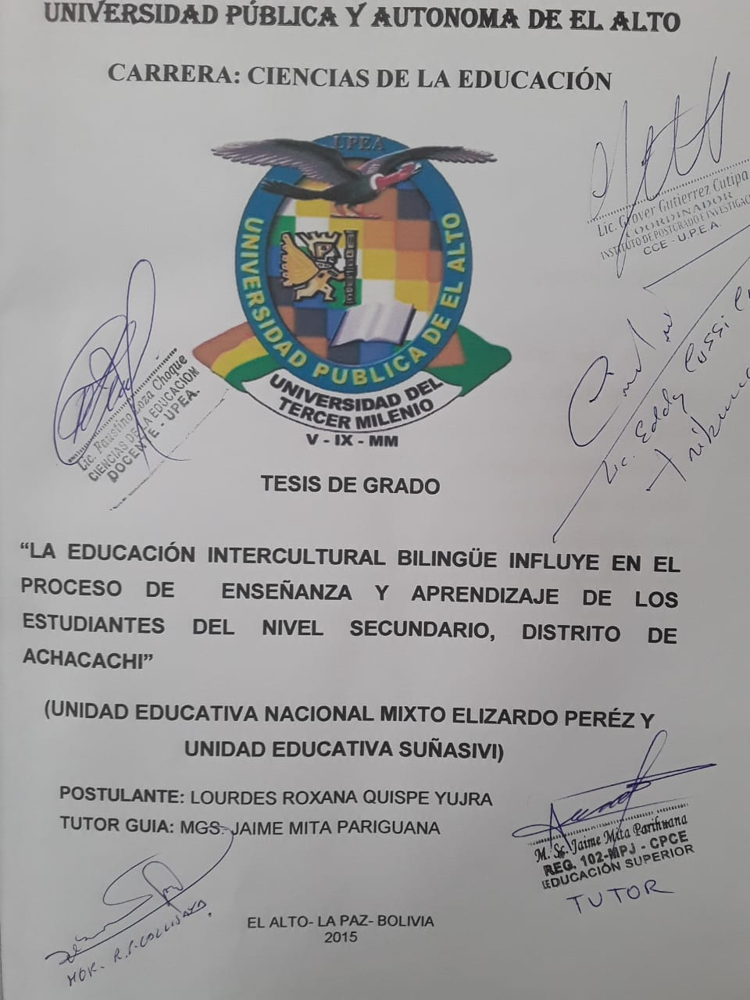 UNIVERSIDAD PÚBLICA Y AUTONOMA DE EL ALTO
CARRERA: CIENCIAS DE LA EDUCACIÓN
UPEA
UNIVERSIDAD PUBLICA DE EL ALTO
UNIVERSIDAD DEL
TERCER MILENIO
V - IX - MM
Lic. Grover Gutierrez Cutipa
COORDINADOR
INSTITUTO DE POSTGRADO E INVESTIGAC
CCE - U.P.E.A.
Lic. Eddy Cussi
Lic. Faustino Loza Choque
CIENCIAS DE LA EDUCACION
DOCENTE - UPEA.
TESIS DE GRADO
“LA EDUCACIÓN INTERCULTURAL BILINGÜE INFLUYE EN EL
PROCESO DE ENSEÑANZA Y APRENDIZAJE DE LOS
ESTUDIANTES DEL NIVEL SECUNDARIO, DISTRITO DE
ACHACACHI”
(UNIDAD EDUCATIVA NACIONAL MIXTO ELIZARDO PERÉZ Y
UNIDAD EDUCATIVA SUÑASIVI)
POSTULANTE: LOURDES ROXANA QUISPE YUJRA
TUTOR GUIA: MGS. JAIME MITA PARIGUANA
M. Sc. Jaime Mita Parihuana
REG. 102-MPJ - CPCE
EDUCACIÓN SUPERIOR
TUTOR
EL ALTO- LA PAZ- BOLIVIA
2015